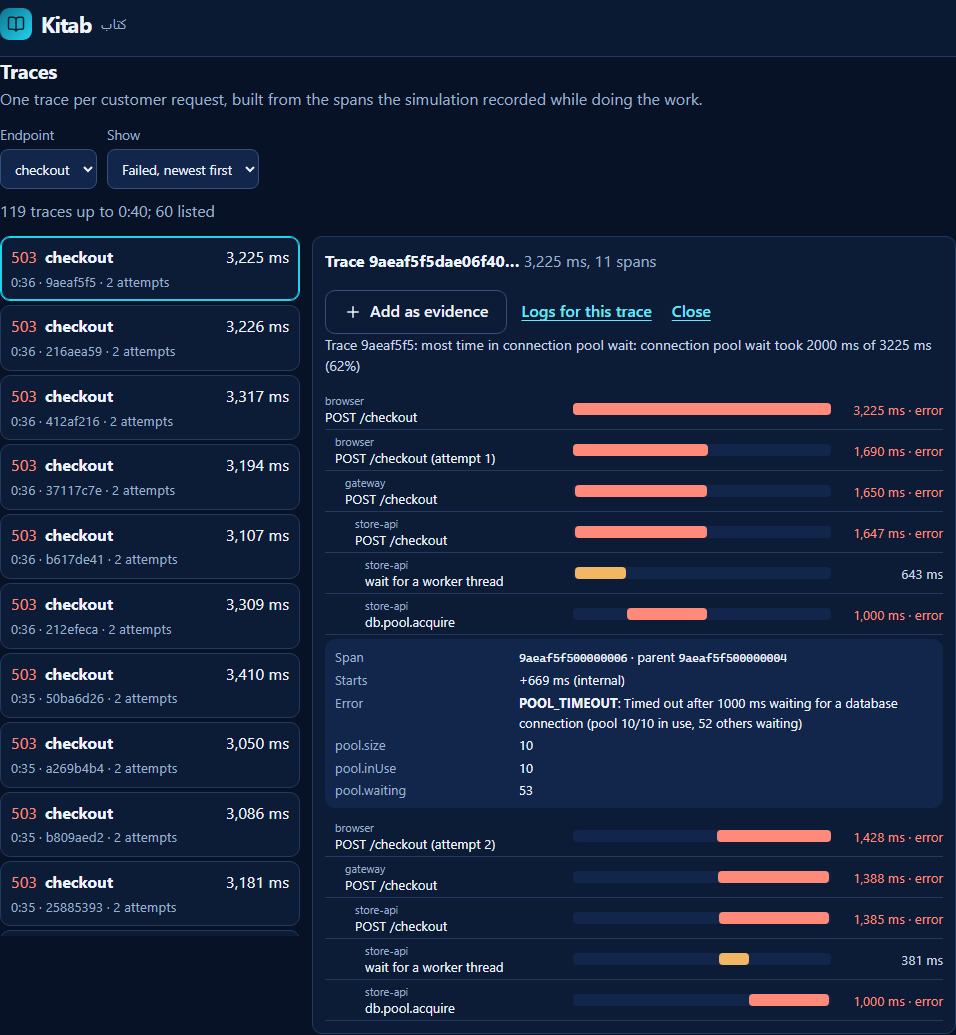 Kitab كتاب
Traces
One trace per customer request, built from the spans the simulation recorded while doing the work.
Endpoint Show
checkout Failed, newest first
119 traces up to 0:40; 60 listed
503 checkout 3,225 ms
0:36 · 9aeaf5f5 · 2 attempts
503 checkout 3,226 ms
0:36 · 216aea59 · 2 attempts
503 checkout 3,317 ms
0:36 · 412af216 · 2 attempts
503 checkout 3,194 ms
0:36 · 37117c7e · 2 attempts
503 checkout 3,107 ms
0:36 · b617de41 · 2 attempts
503 checkout 3,309 ms
0:36 · 212efeca · 2 attempts
503 checkout 3,410 ms
0:35 · 50ba6d26 · 2 attempts
503 checkout 3,050 ms
0:35 · a269b4b4 · 2 attempts
503 checkout 3,086 ms
0:35 · b809aed2 · 2 attempts
503 checkout 3,181 ms
0:35 · 25885393 · 2 attempts
Trace 9aeaf5f5dae06f40... 3,225 ms, 11 spans
+ Add as evidence Logs for this trace Close
Trace 9aeaf5f5: most time in connection pool wait: connection pool wait took 2000 ms of 3225 ms
(62%)
browser
POST /checkout 3,225 ms · error
browser
POST /checkout (attempt 1) 1,690 ms · error
gateway
POST /checkout 1,650 ms · error
store-api
POST /checkout 1,647 ms · error
store-api
wait for a worker thread 643 ms
store-api
db.pool.acquire 1,000 ms · error
Span 9aeaf5f500000006 · parent 9aeaf5f500000004
Starts +669 ms (internal)
Error POOL_TIMEOUT: Timed out after 1000 ms waiting for a database
connection (pool 10/10 in use, 52 others waiting)
pool.size 10
pool.inUse 10
pool.waiting 53
browser
POST /checkout (attempt 2) 1,428 ms · error
gateway
POST /checkout 1,388 ms · error
store-api
POST /checkout 1,385 ms · error
store-api
wait for a worker thread 381 ms
store-api
db.pool.acquire 1,000 ms · error